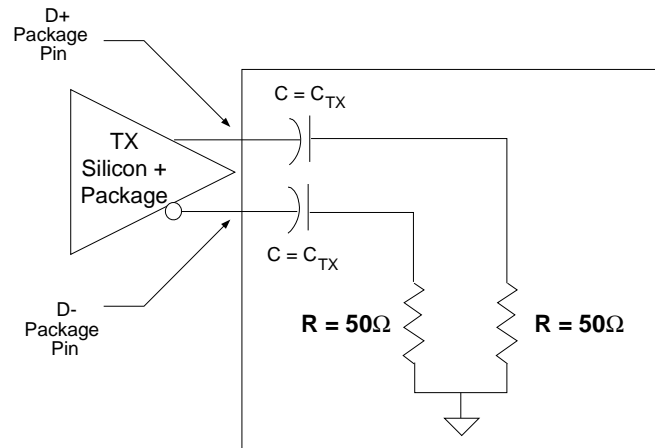 D+
Package
Pin
C = CTX
TX
Silicon +
Package
C = CTX
D-
Package
Pin
R = 50Ω
R = 50Ω